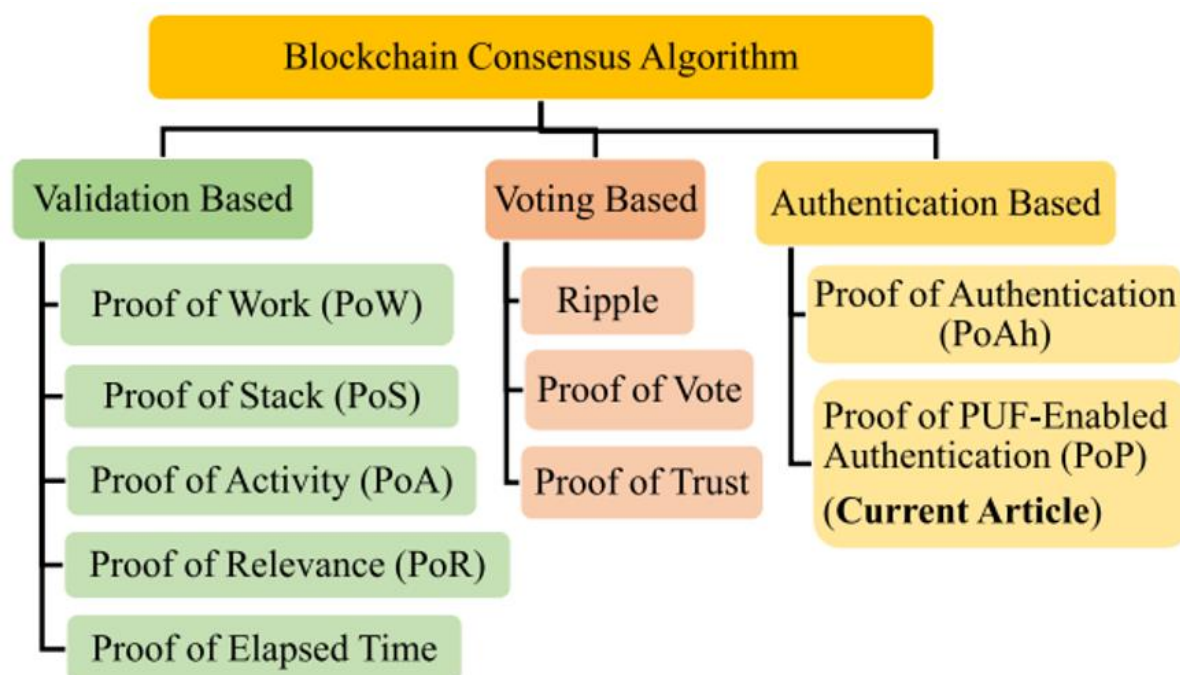 Blockchain Consensus Algorithm
Validation Based
Proof of Work (PoW)
Proof of Stack (PoS)
Proof of Activity (PoA)
Proof of Relevance (PoR)
Proof of Elapsed Time
Voting Based
Ripple
Proof of Vote
Proof of Trust
Authentication Based
Proof of Authentication
(PoAh)
Proof of PUF-Enabled
Authentication (PoP)
(Current Article)